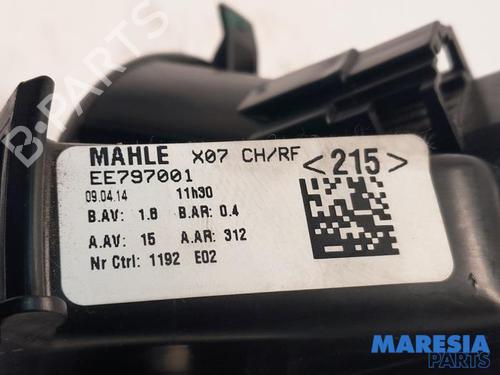 B-PARTS
MAHLE X07 CH/RF <215>
EE797001
09.04.14 11h30
B.AV: 1.8 B.AR: 0.4
A.AV: 15 A.AR: 312
Nr Ctrl: 1192 E02
B-PARTS
MARESIA
PARTS